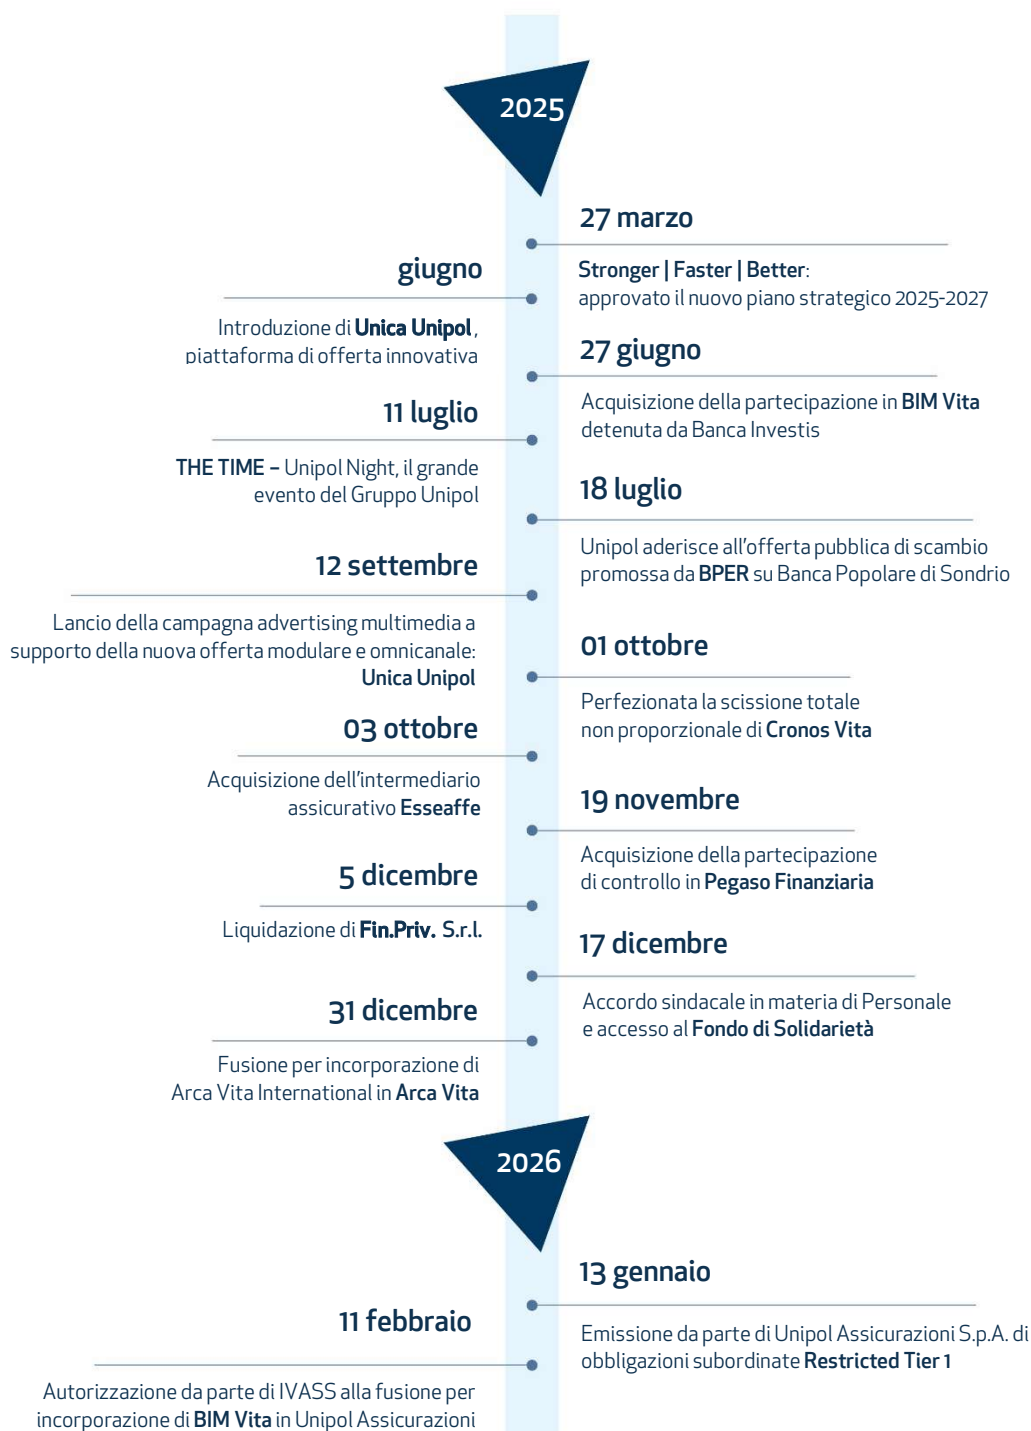 2025
27 marzo
Stronger | Faster | Better:
approvato il nuovo piano strategico 2025-2027
giugno
Introduzione di Unica Unipol,
piattaforma di offerta innovativa
27 giugno
Acquisizione della partecipazione in BIM Vita
detenuta da Banca Investis
11 luglio
THE TIME – Unipol Night, il grande
evento del Gruppo Unipol
18 luglio
Unipol aderisce all’offerta pubblica di scambio
promossa da BPER su Banca Popolare di Sondrio
12 settembre
Lancio della campagna advertising multimedia a
supporto della nuova offerta modulare e omnicanale:
Unica Unipol
01 ottobre
Perfezionata la scissione totale
non proporzionale di Cronos Vita
03 ottobre
Acquisizione dell’intermediario
assicurativo Esseaffe
19 novembre
Acquisizione della partecipazione
di controllo in Pegaso Finanziaria
5 dicembre
Liquidazione di Fin.Priv. S.r.l.
17 dicembre
Accordo sindacale in materia di Personale
e accesso al Fondo di Solidarietà
31 dicembre
Fusione per incorporazione di
Arca Vita International in Arca Vita
2026
13 gennaio
Emissione da parte di Unipol Assicurazioni S.p.A. di
obbligazioni subordinate Restricted Tier 1
11 febbraio
Autorizzazione da parte di IVASS alla fusione per
incorporazione di BIM Vita in Unipol Assicurazioni